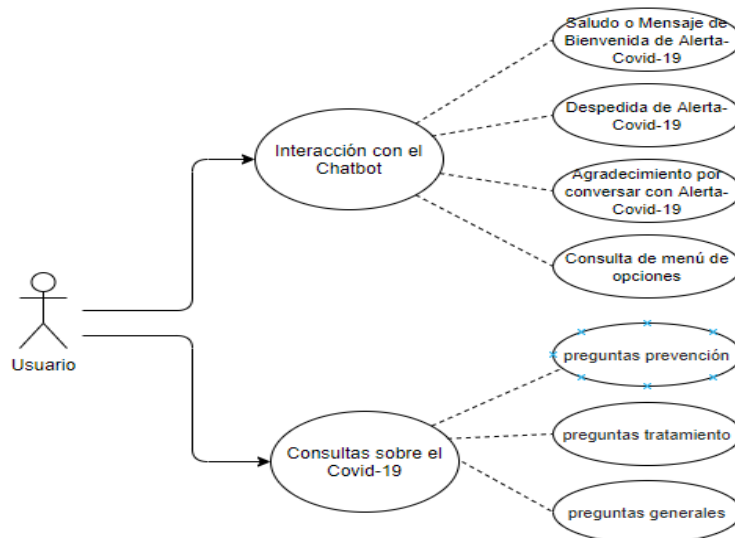 Saludo o Mensaje de
Bienvenida de Alerta-
Covid-19
Despedida de Alerta-
Covid-19
Interacción con el
Chatbot
Agradecimiento por
conversar con Alerta-
Covid-19
Consulta de menú de
opciones
Usuario
preguntas prevención
Consultas sobre el
Covid-19
preguntas tratamiento
preguntas generales